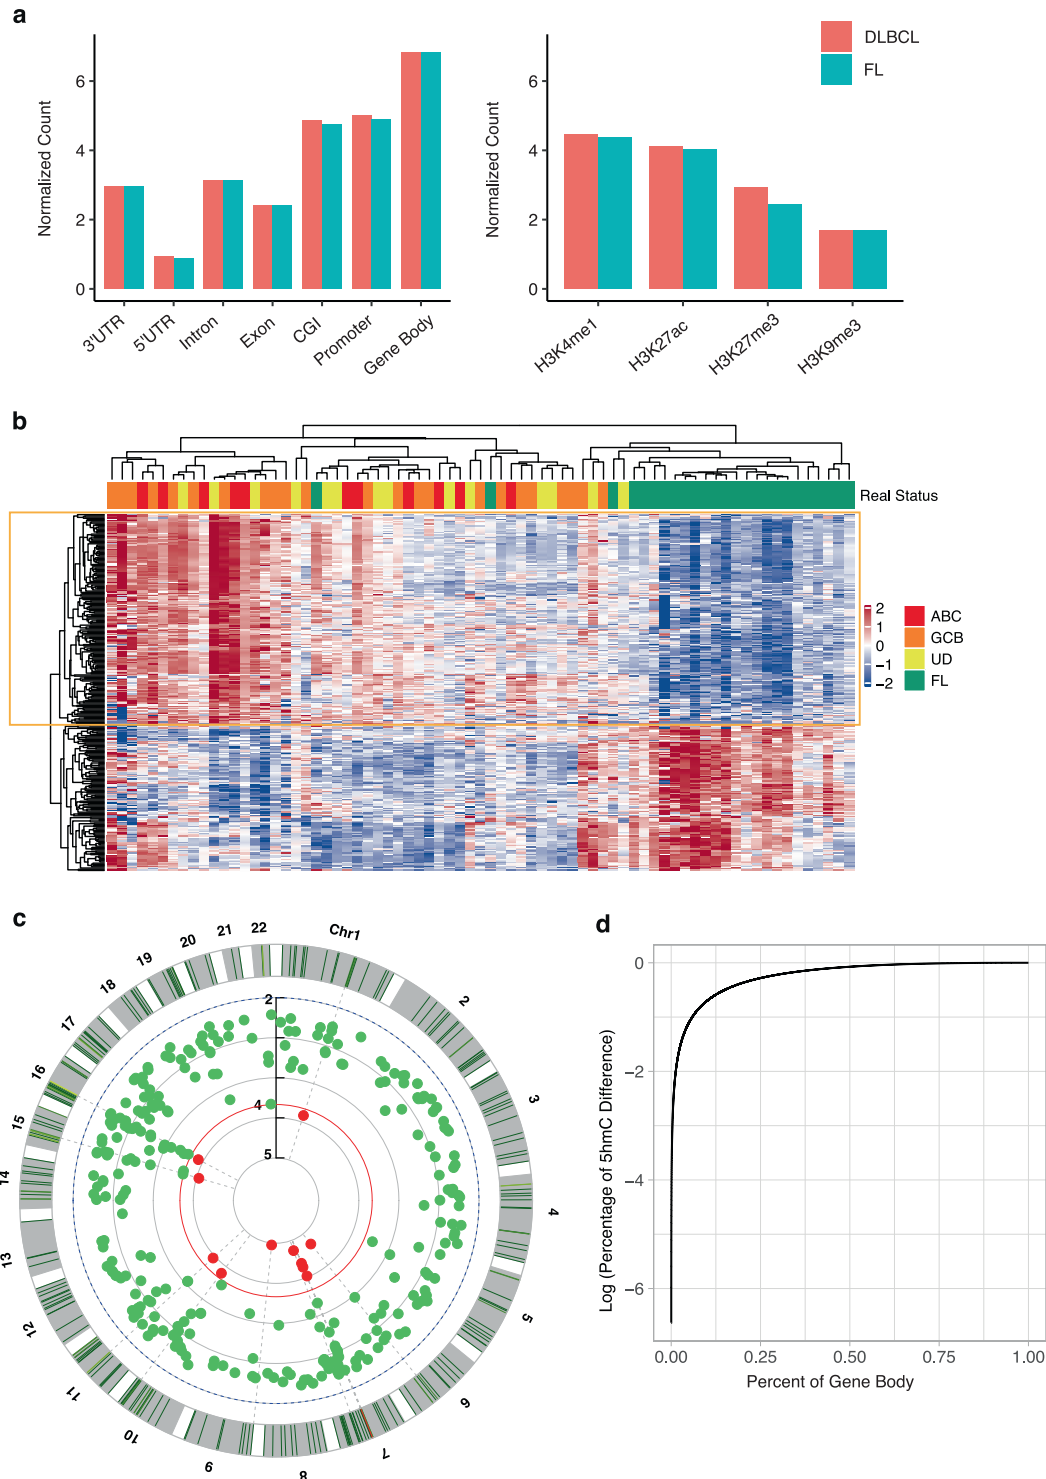 a
DLBCL
FL
Normalized Count
6
4
2
0
3'UTR
5'UTR
Intron
Exon
CGI
Promoter
Gene Body
Normalized Count
6
4
2
0
H3K4me1
H3K27ac
H3K27me3
H3K9me3
b
Real Status
2
1
0
−1
−2
ABC
GCB
UD
FL
c
Chr1
2
3
4
5
6
7
8
9
10
11
12
13
14
15
16
17
18
19
20
21
22
2
4
5
d
Log (Percentage of 5hmC Difference)
0
−2
−4
−6
0.00
0.25
0.50
0.75
1.00
Percent of Gene Body